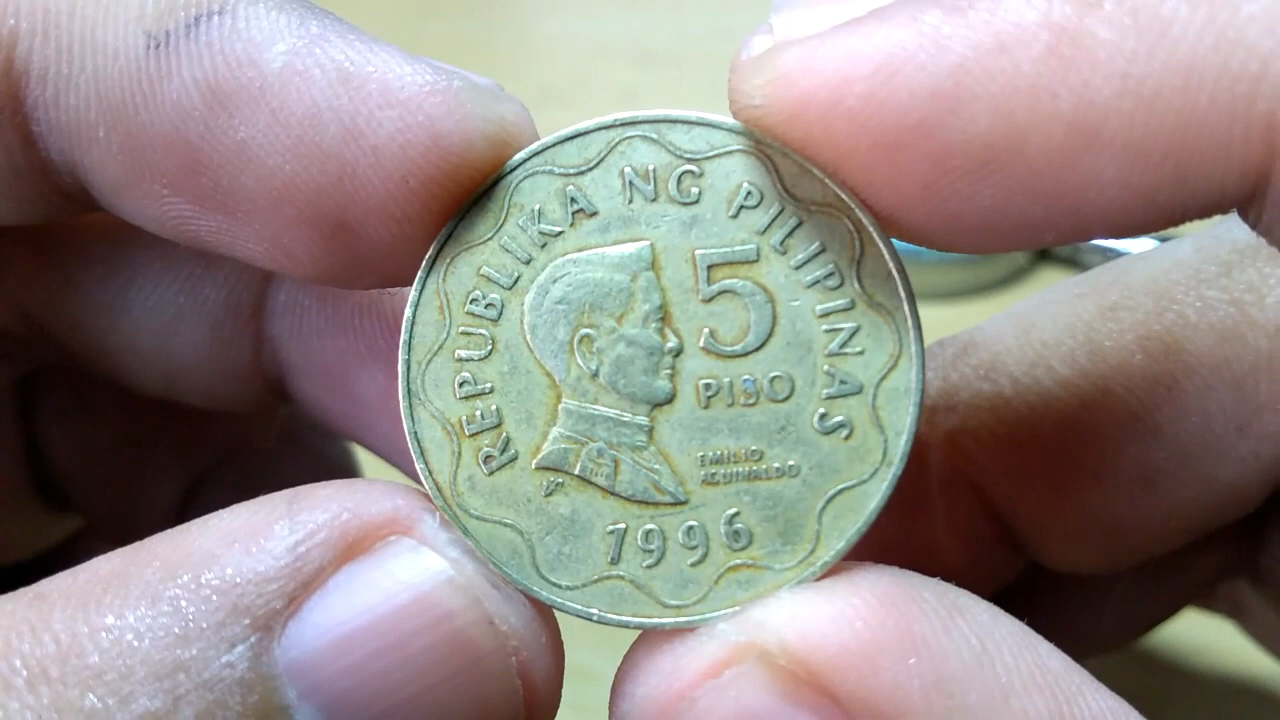 REPUBLIKA NG PILIPINAS
5
PISO
EMILIO
AGUINALDO
1996